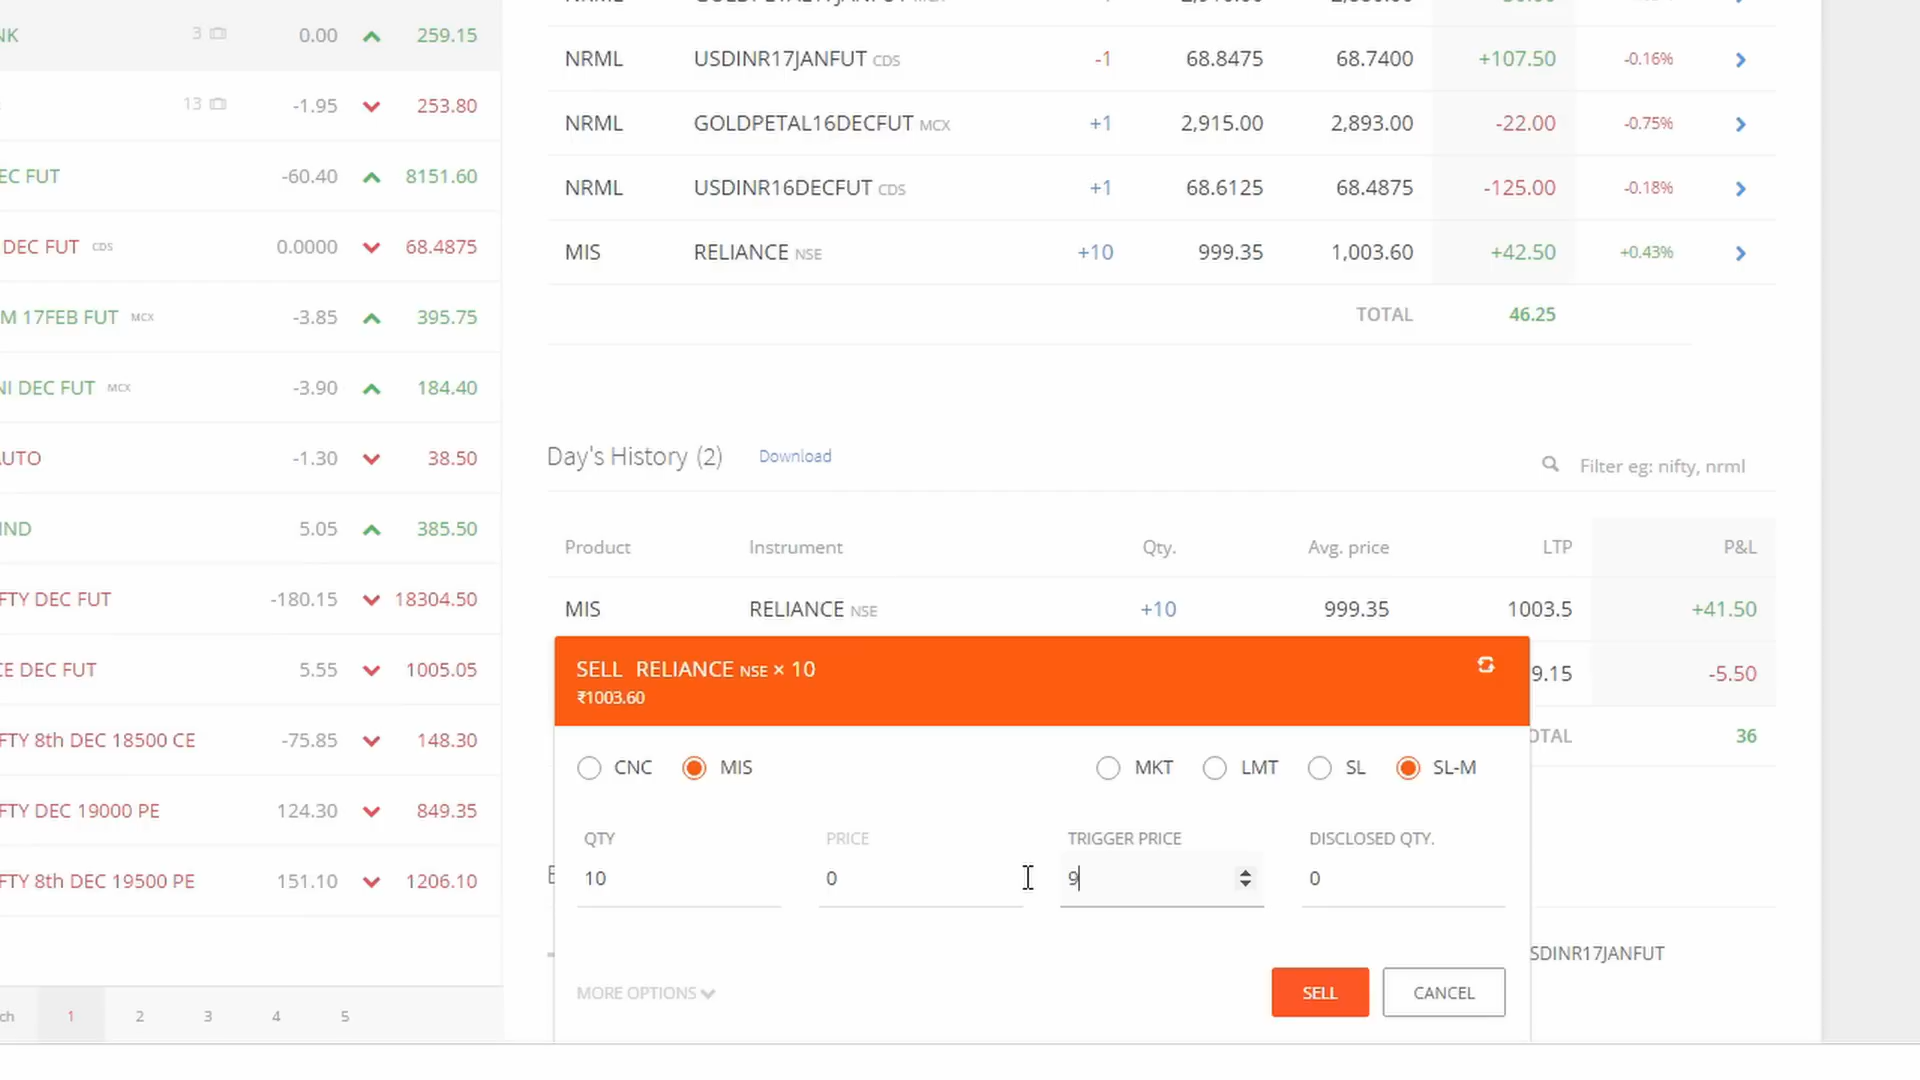 NK 3 0.00 259.15
13 -1.95 253.80
EC FUT -60.40 8151.60
DEC FUT CDS 0.0000 68.4875
M 17FEB FUT MCX -3.85 395.75
NI DEC FUT MCX -3.90 184.40
AUTO -1.30 38.50
IND 5.05 385.50
FTY DEC FUT -180.15 18304.50
CE DEC FUT 5.55 1005.05
FTY 8th DEC 18500 CE -75.85 148.30
FTY DEC 19000 PE 124.30 849.35
FTY 8th DEC 19500 PE 151.10 1206.10
ch 1 2 3 4 5
NRML USDINR17JANFUT CDS -1 68.8475 68.7400 +107.50 -0.16%
NRML GOLDPETAL16DECFUT MCX +1 2,915.00 2,893.00 -22.00 -0.75%
NRML USDINR16DECFUT CDS +1 68.6125 68.4875 -125.00 -0.18%
MIS RELIANCE NSE +10 999.35 1,003.60 +42.50 +0.43%
TOTAL 46.25
Day's History (2) Download Filter eg: nifty, nrml
Product Instrument Qty. Avg. price LTP P&L
MIS RELIANCE NSE +10 999.35 1003.5 +41.50
9.15 -5.50
OTAL 36
SELL RELIANCE NSE × 10
₹1003.60
CNC MIS MKT LMT SL SL-M
QTY PRICE TRIGGER PRICE DISCLOSED QTY.
10 0 9 0
SDINR17JANFUT
MORE OPTIONS SELL CANCEL